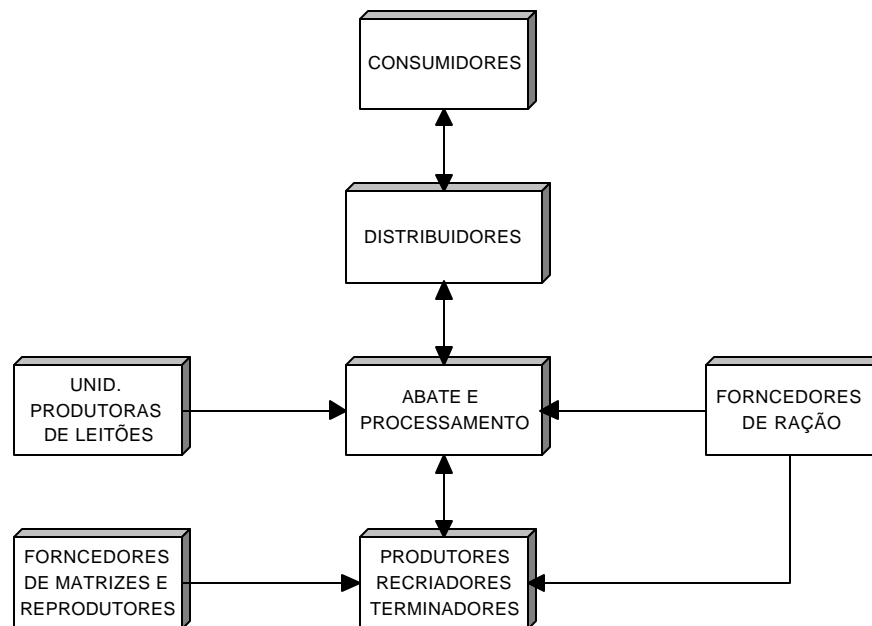 CONSUMIDORES
DISTRIBUIDORES
UNID.
PRODUTORAS
DE LEITÕES
ABATE E
PROCESSAMENTO
FORNCEDORES
DE RAÇÃO
FORNCEDORES
DE MATRIZES E
REPRODUTORES
PRODUTORES
RECRIADORES
TERMINADORES